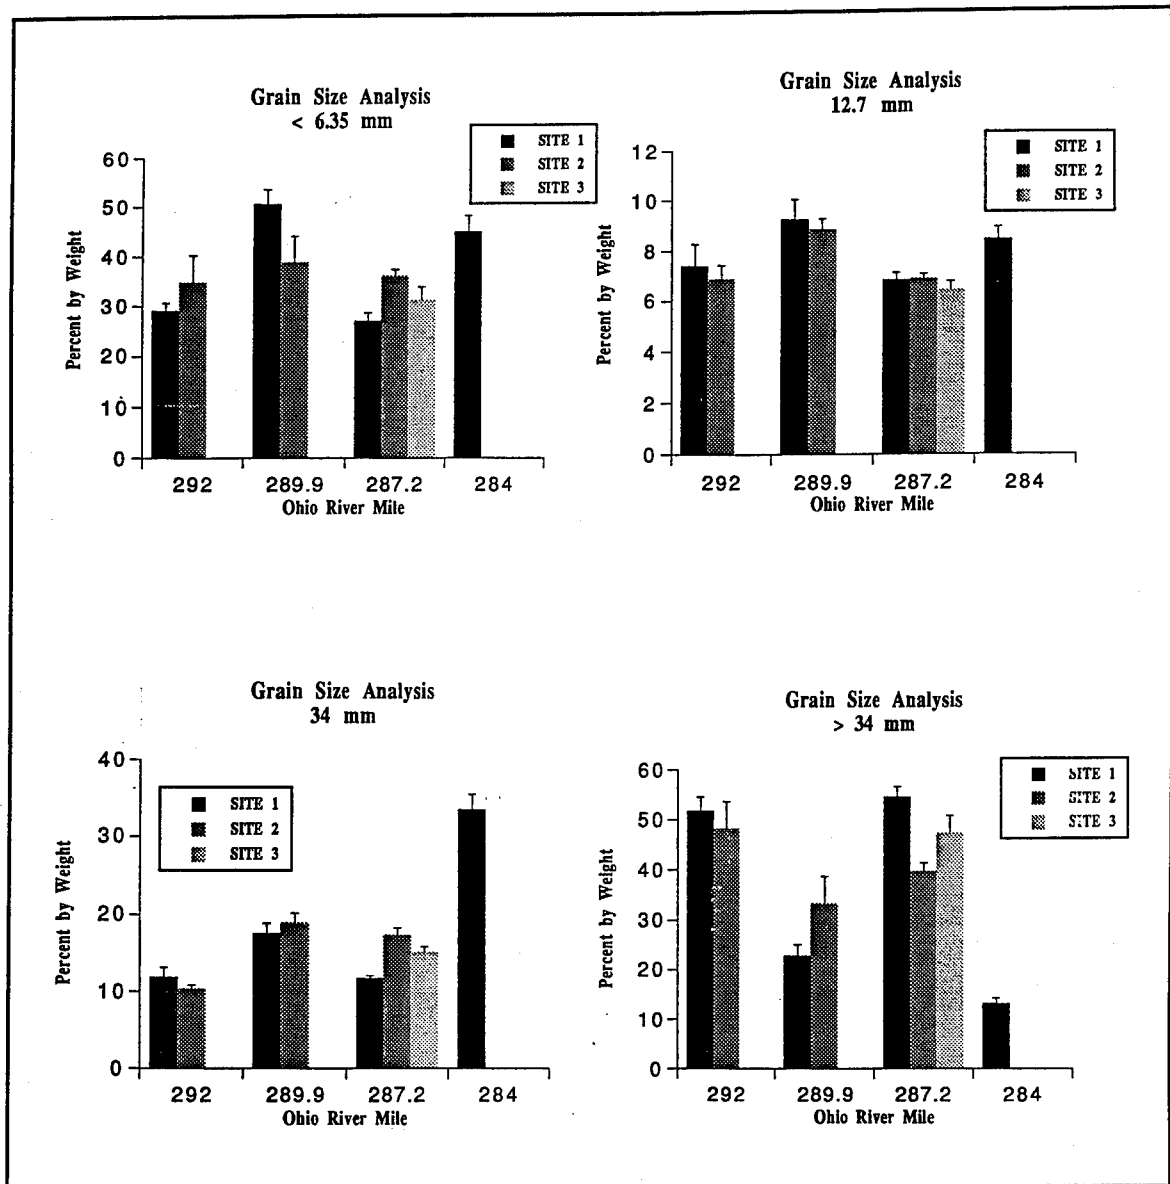 Grain Size Analysis
< 6.35 mm
SITE 1
SITE 2
SITE 3
Percent by Weight
60
50
40
30
20
10
0
292 289.9 287.2 284
Ohio River Mile
Grain Size Analysis
12.7 mm
SITE 1
SITE 2
SITE 3
Percent by Weight
12
10
8
6
4
2
0
292 289.9 287.2 284
Ohio River Mile
Grain Size Analysis
34 mm
SITE 1
SITE 2
SITE 3
Percent by Weight
40
30
20
10
0
292 289.9 287.2 284
Ohio River Mile
Grain Size Analysis
> 34 mm
SITE 1
SITE 2
SITE 3
Percent by Weight
60
50
40
30
20
10
0
292 289.9 287.2 284
Ohio River Mile